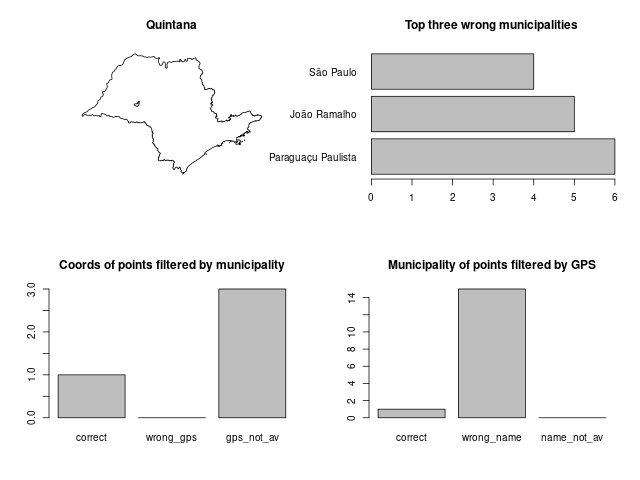 Quintana
Top three wrong municipalities
São Paulo
João Ramalho
Paraguaçu Paulista
0 1 2 3 4 5 6
Coords of points filtered by municipality
3.0
2.0
1.0
0.0
correct wrong_gps gps_not_av
Municipality of points filtered by GPS
14
10
8
6
4
2
0
correct wrong_name name_not_av